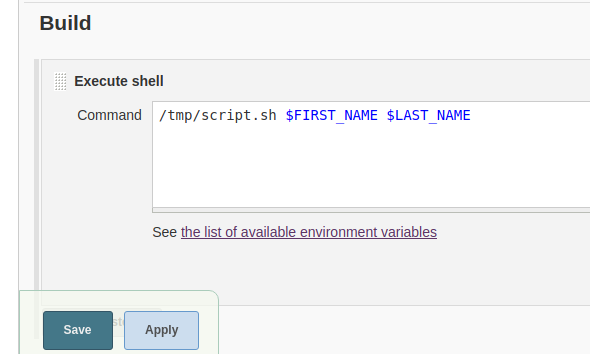 Build
Execute shell
Command
/tmp/script.sh $FIRST_NAME $LAST_NAME
See the list of available environment variables
Save
Apply